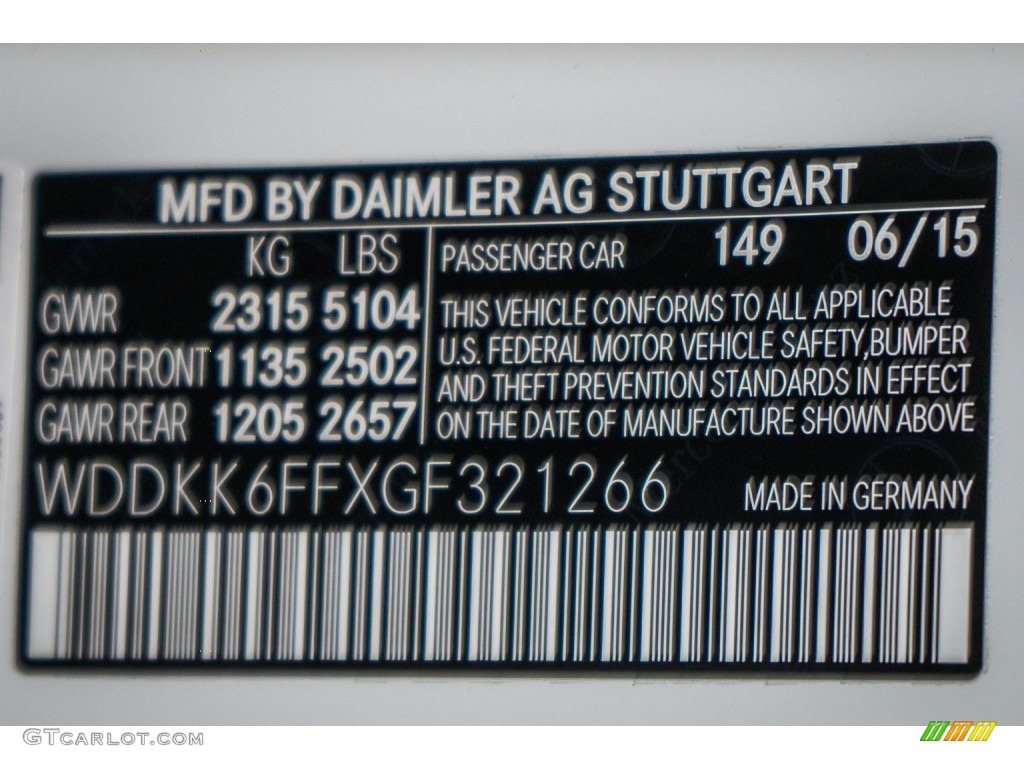 MFD BY DAIMLER AG STUTTGART
KG LBS
GVWR 2315 5104
GAWR FRONT 1135 2502
GAWR REAR 1205 2657
PASSENGER CAR 149 06/15
THIS VEHICLE CONFORMS TO ALL APPLICABLE
U.S. FEDERAL MOTOR VEHICLE SAFETY,BUMPER
AND THEFT PREVENTION STANDARDS IN EFFECT
ON THE DATE OF MANUFACTURE SHOWN ABOVE
WDDKK6FFXGF321266 MADE IN GERMANY
GTCARLOT.COM